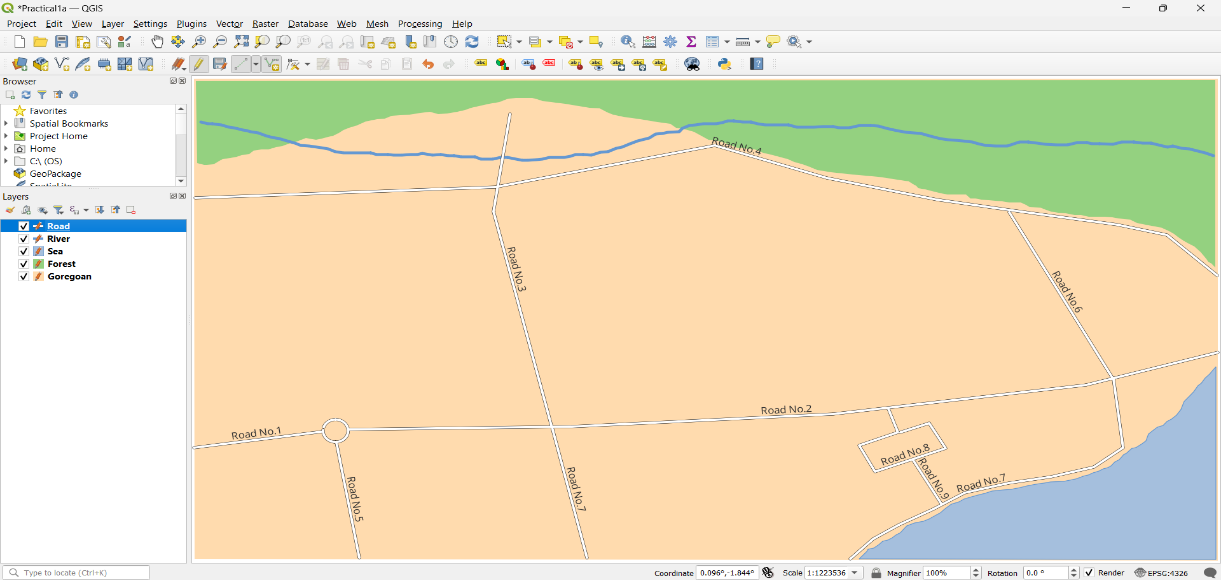 *Practical1a — QGIS
Project Edit View Layer Settings Plugins Vector Raster Database Web Mesh Processing Help
Browser
Favorites
Spatial Bookmarks
Project Home
Home
C:\ (OS)
GeoPackage
SpatiaLite
Layers
Road
River
Sea
Forest
Goregoan
Road No.4
Road No.3
Road No.6
Road No.2
Road No.1
Road No.8
Road No.9
Road No.7
Road No.5
Road No.7
Type to locate (Ctrl+K)
Coordinate 0.096°,-1.844° Scale 1:1223536 Magnifier 100% Rotation 0.0 ° Render EPSG:4326